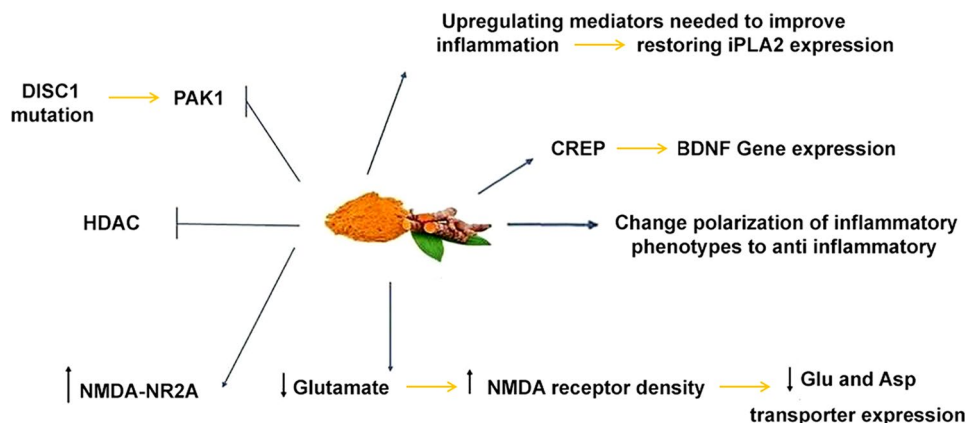 Upregulating mediators needed to improve
inflammation restoring iPLA2 expression
DISC1
mutation
PAK1
CREP BDNF Gene expression
HDAC
Change polarization of inflammatory
phenotypes to anti inflammatory
NMDA-NR2A
Glutamate NMDA receptor density Glu and Asp
transporter expression